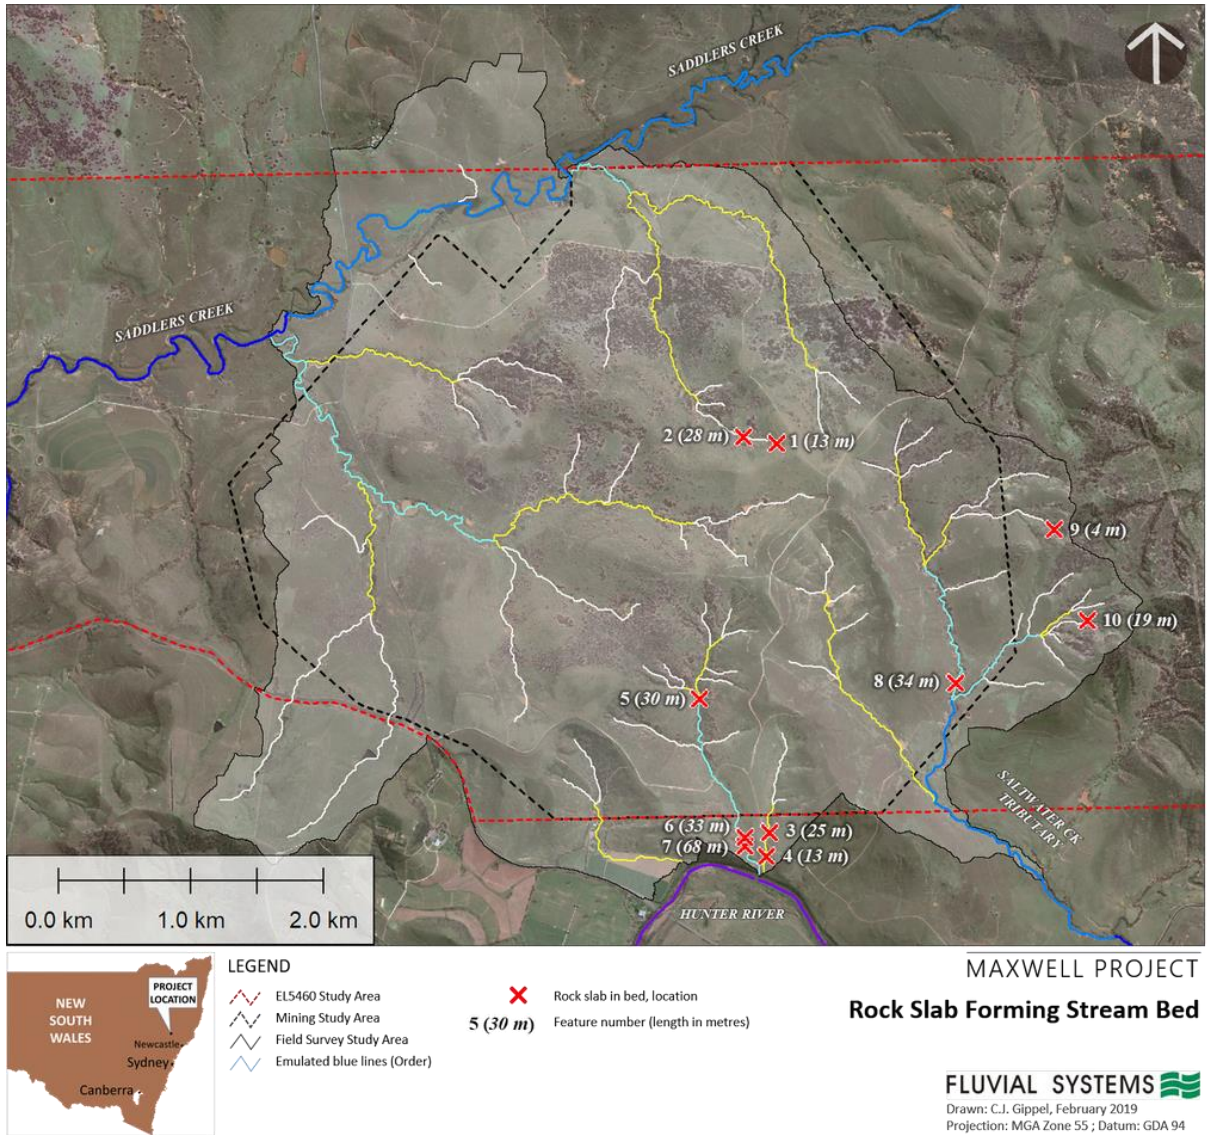 SADDLERS CREEK
SADDLERS CREEK
2 (28 m)
1 (13 m)
9 (4 m)
10 (19 m)
8 (34 m)
5 (30 m)
SALTWATER CK
TRIBUTARY
6 (33 m)
3 (25 m)
7 (68 m)
4 (13 m)
HUNTER RIVER
0.0 km 1.0 km 2.0 km
NEW
SOUTH
WALES
PROJECT
LOCATION
Newcastle
Sydney
Canberra
LEGEND
EL5460 Study Area
Mining Study Area
Field Survey Study Area
Emulated blue lines (Order)
Rock slab in bed, location
5 (30 m) Feature number (length in metres)
MAXWELL PROJECT
Rock Slab Forming Stream Bed
FLUVIAL SYSTEMS
Drawn: C.J. Gippel, February 2019
Projection: MGA Zone 55 ; Datum: GDA 94